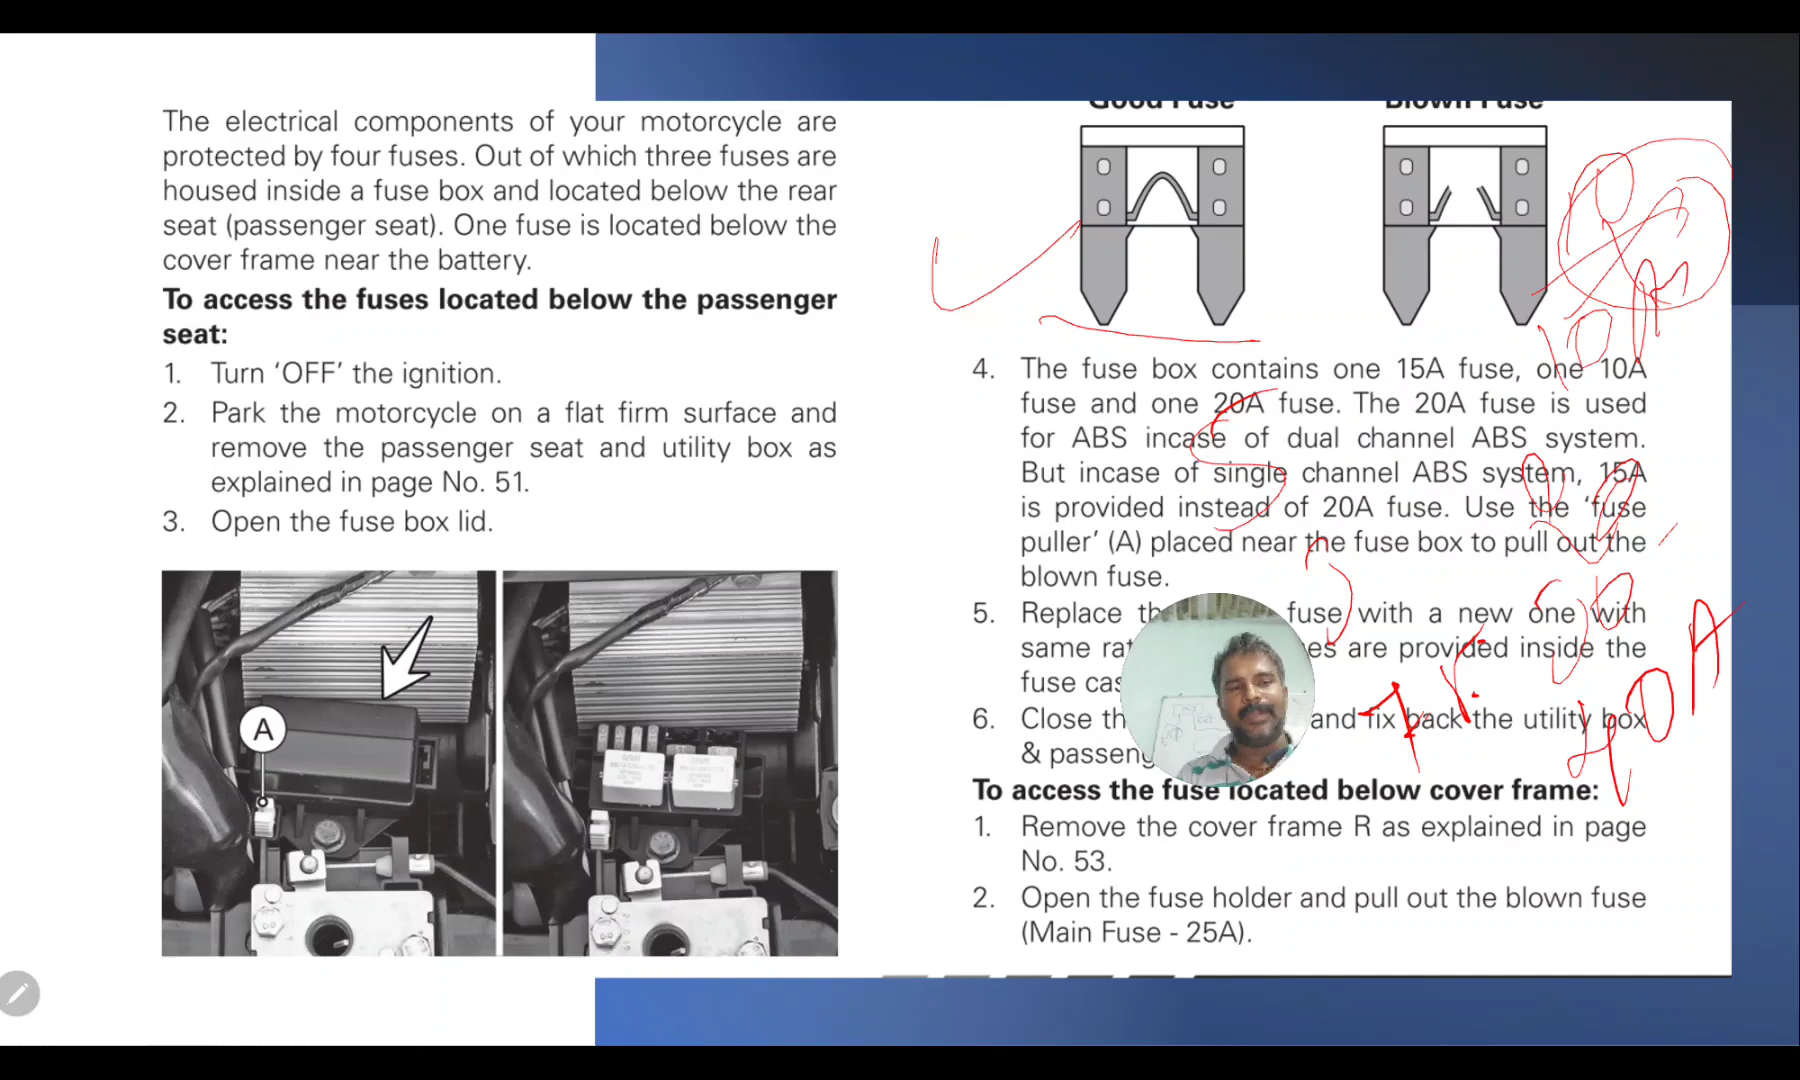 The electrical components of your motorcycle are
protected by four fuses. Out of which three fuses are
housed inside a fuse box and located below the rear
seat (passenger seat). One fuse is located below the
cover frame near the battery.
To access the fuses located below the passenger
seat:
1. Turn ‘OFF’ the ignition.
2. Park the motorcycle on a flat firm surface and
remove the passenger seat and utility box as
explained in page No. 51.
3. Open the fuse box lid.
A
Good Fuse
Blown Fuse
4. The fuse box contains one 15A fuse, one 10A
fuse and one 20A fuse. The 20A fuse is used
for ABS incase of dual channel ABS system.
But incase of single channel ABS system, 15A
is provided instead of 20A fuse. Use the ‘fuse
puller’ (A) placed near the fuse box to pull out the
blown fuse.
5. Replace fuse with a new one with
same are provided inside the
fuse
6. Close and fix back the utility box
&
To access the fuse located below cover frame:
1. Remove the cover frame R as explained in page
No. 53.
2. Open the fuse holder and pull out the blown fuse
(Main Fuse - 25A).
10
5
7.5
40A